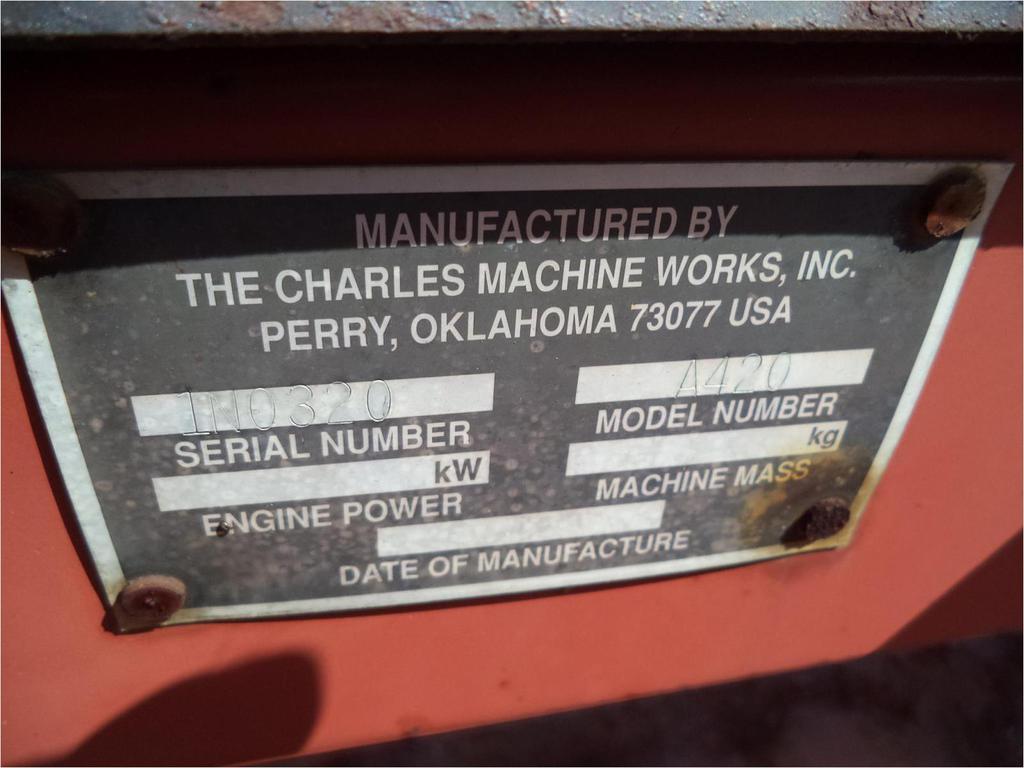 MANUFACTURED BY
THE CHARLES MACHINE WORKS, INC.
PERRY, OKLAHOMA 73077 USA
1N0320
SERIAL NUMBER
A420
MODEL NUMBER
kW
ENGINE POWER
kg
MACHINE MASS
DATE OF MANUFACTURE